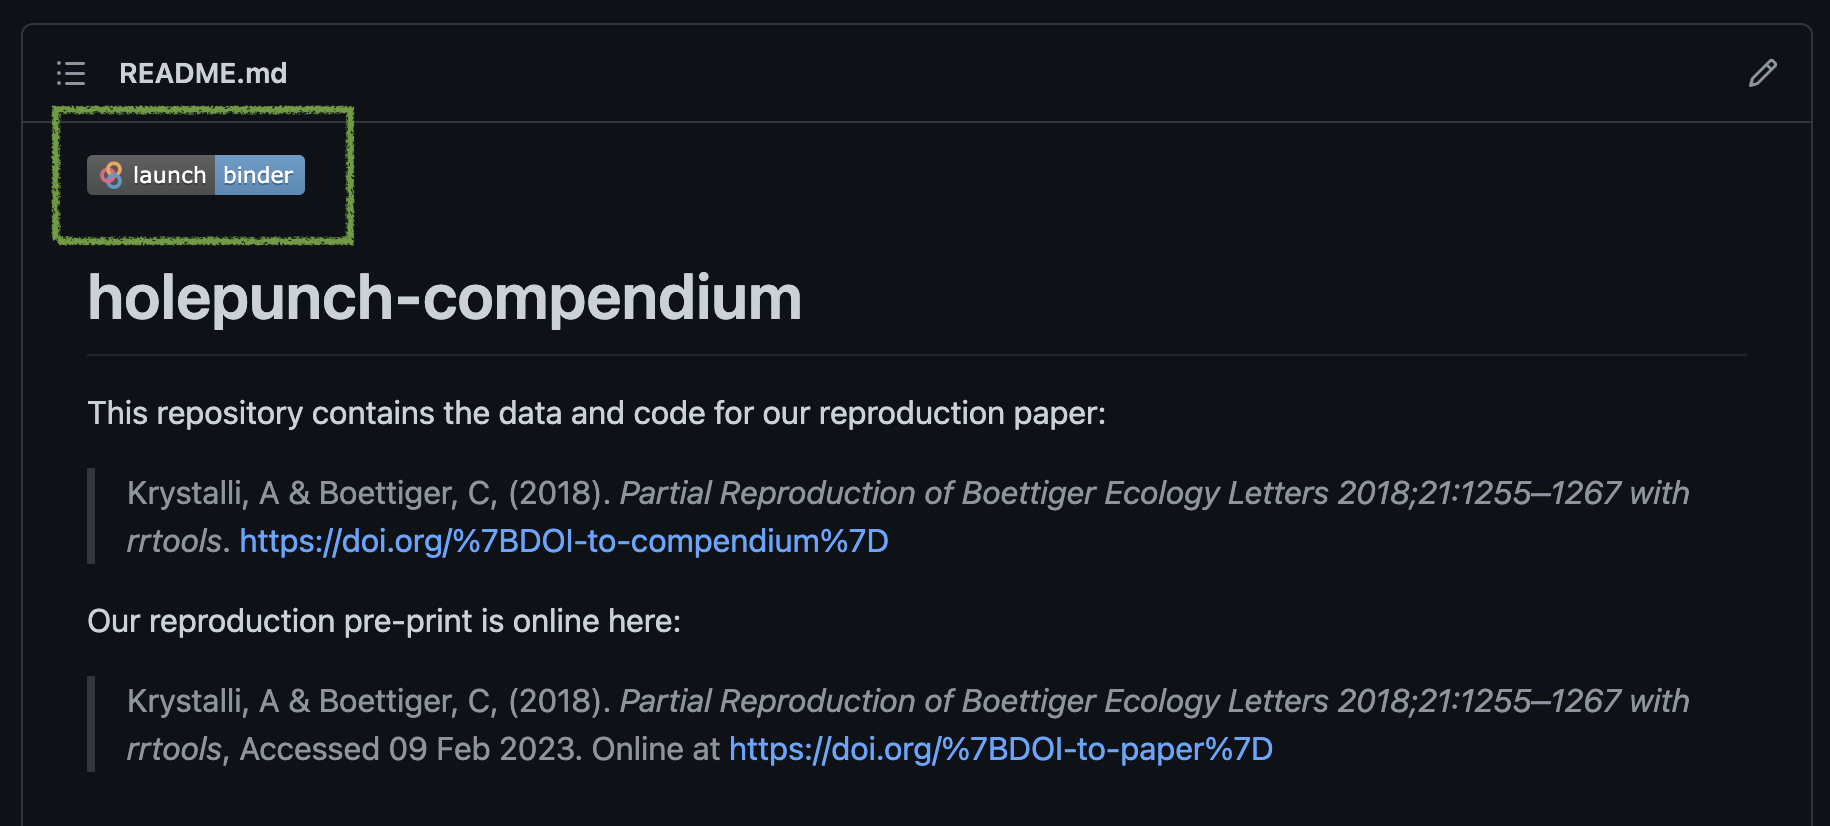 README.md
launch binder
holepunch-compendium
This repository contains the data and code for our reproduction paper:
Krystalli, A & Boettiger, C, (2018). Partial Reproduction of Boettiger Ecology Letters 2018;21:1255–1267 with
rrtools. https://doi.org/%7BDOI-to-compendium%7D
Our reproduction pre-print is online here:
Krystalli, A & Boettiger, C, (2018). Partial Reproduction of Boettiger Ecology Letters 2018;21:1255–1267 with
rrtools, Accessed 09 Feb 2023. Online at https://doi.org/%7BDOI-to-paper%7D